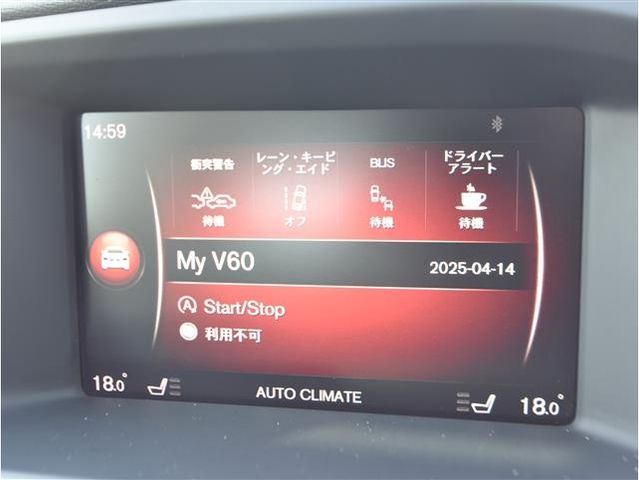 14:59
衝突警告
レーン・キーピ
ング・エイド
BLIS
ドライバー
アラート
待機
オフ
待機
待機
My V60
2025-04-14
Start/Stop
利用不可
18.0°
AUTO CLIMATE
18.0°